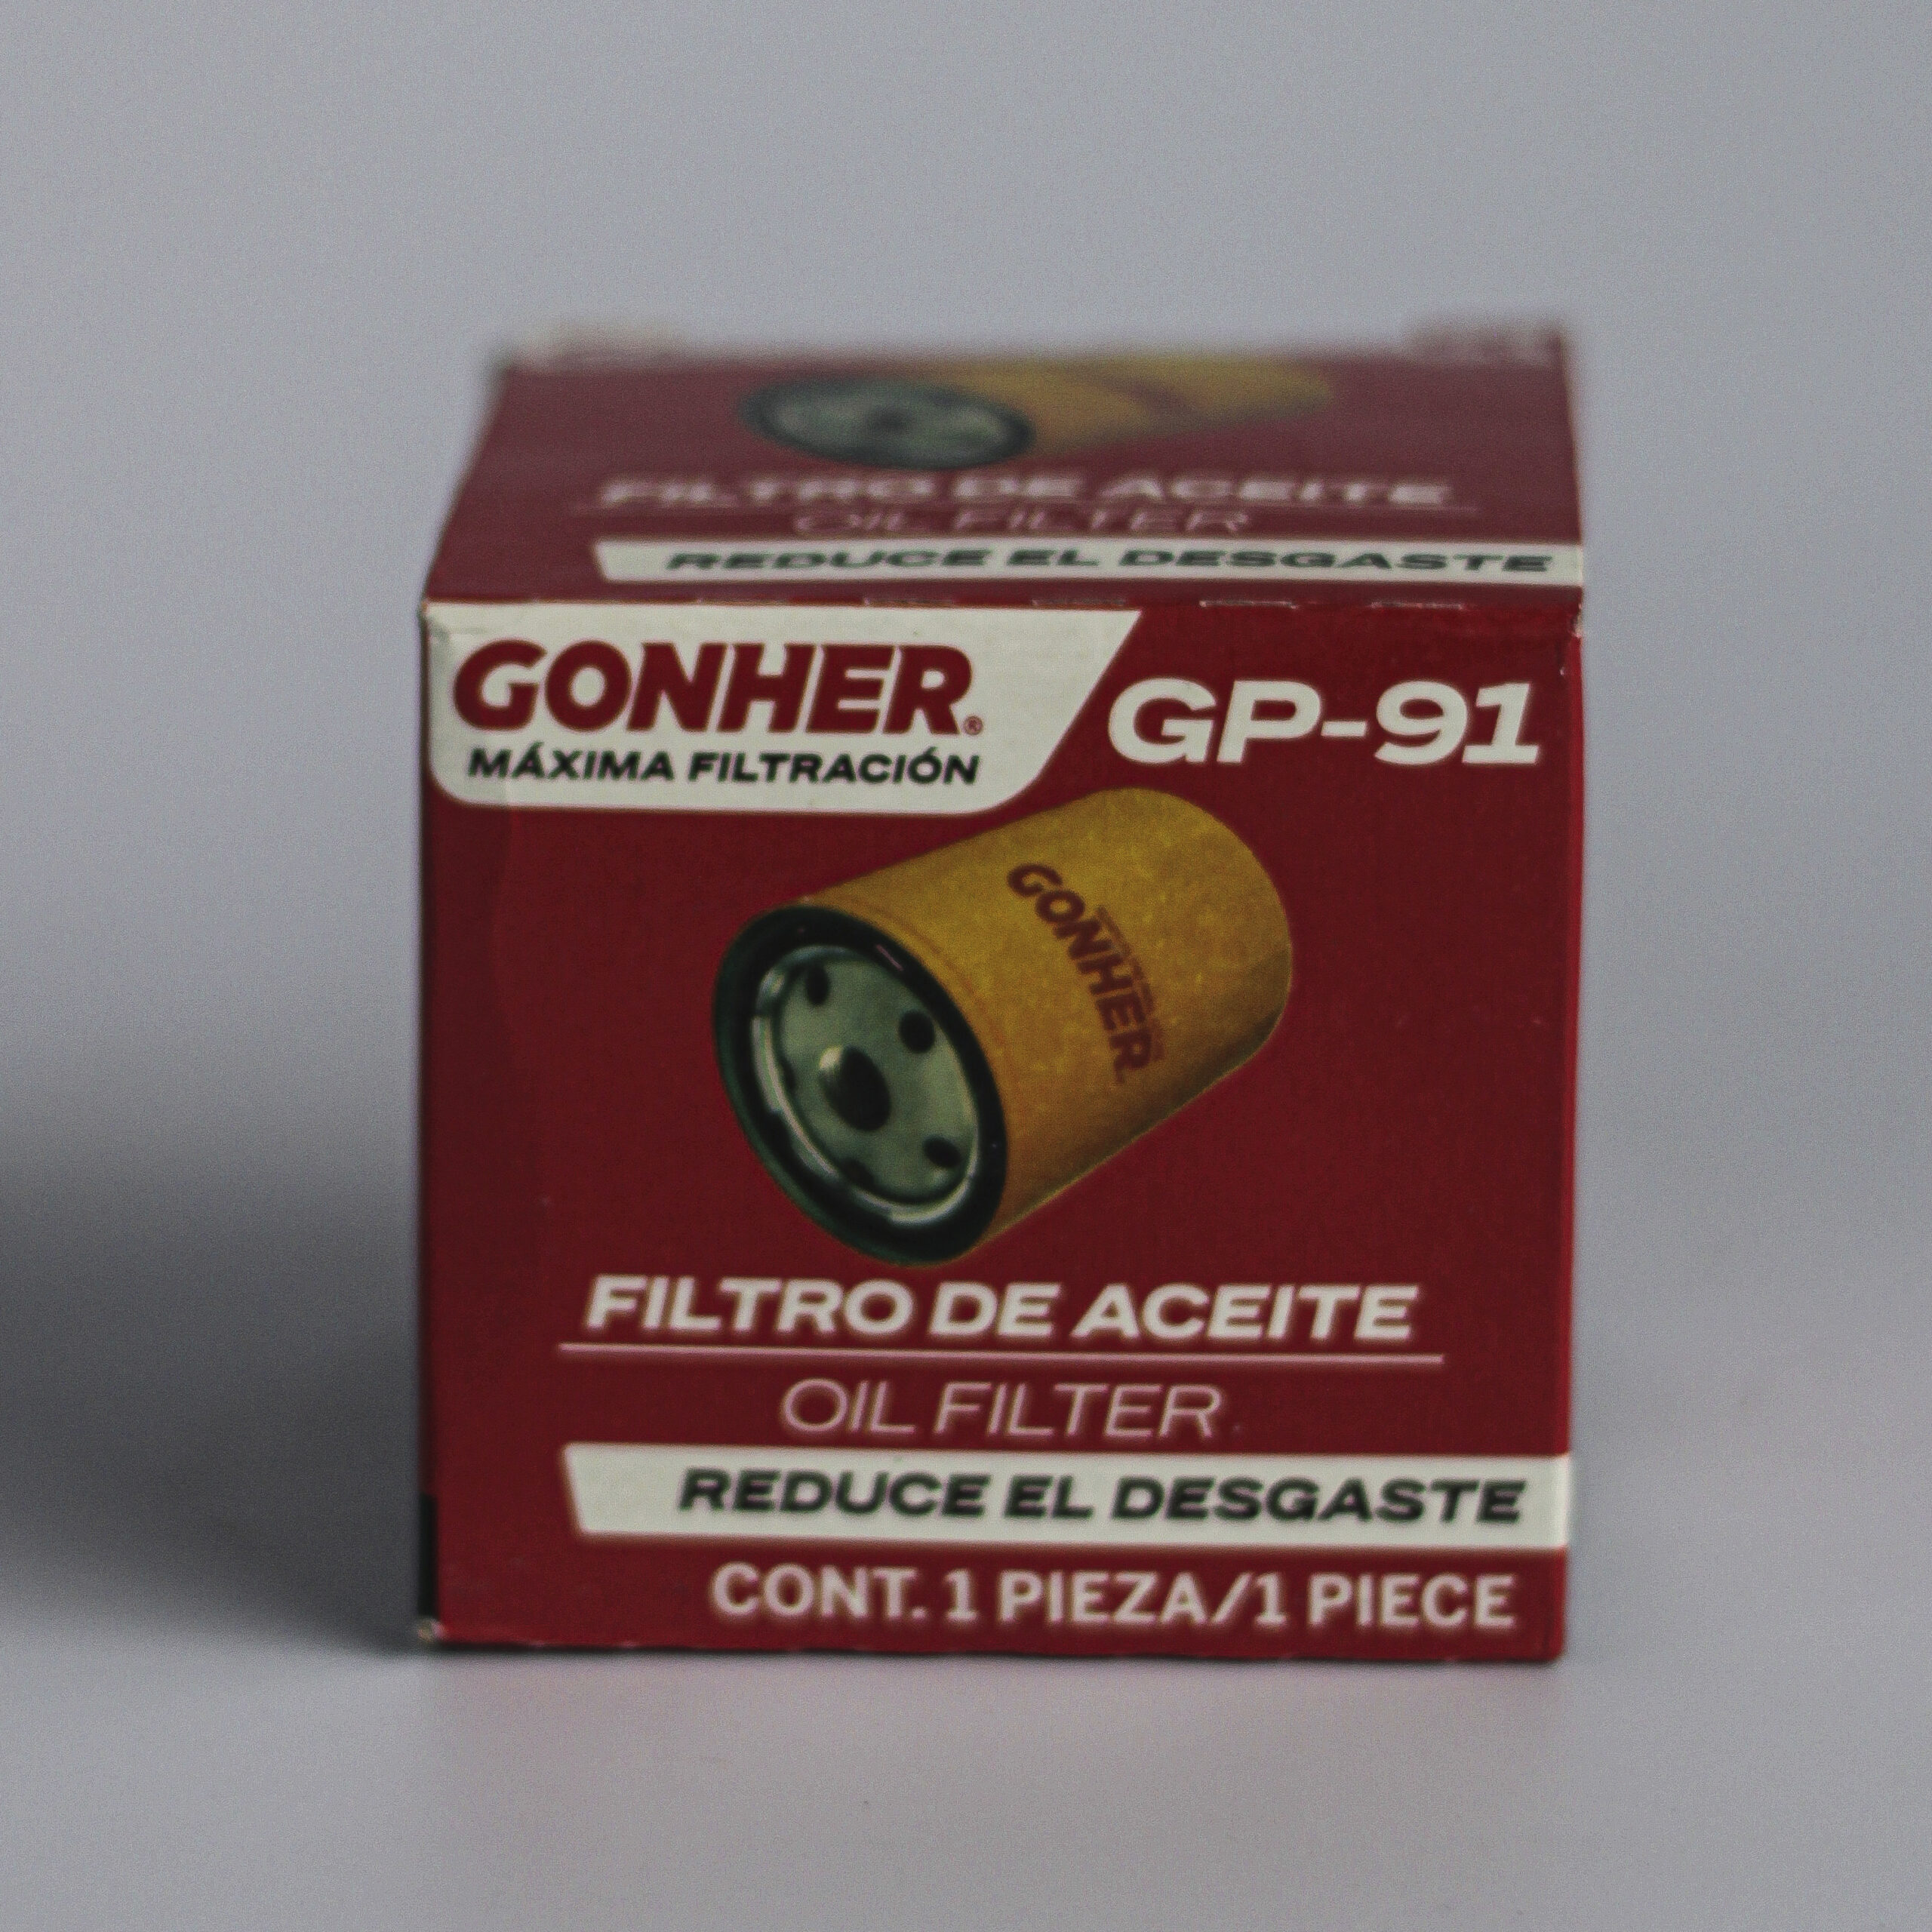 FILTRO DE ACEITE
OIL FILTER
REDUCE EL DESGASTE
GONHER®
MÁXIMA FILTRACIÓN
GP-91
GONHER
FILTRO DE ACEITE
OIL FILTER
REDUCE EL DESGASTE
CONT. 1 PIEZA/1 PIECE